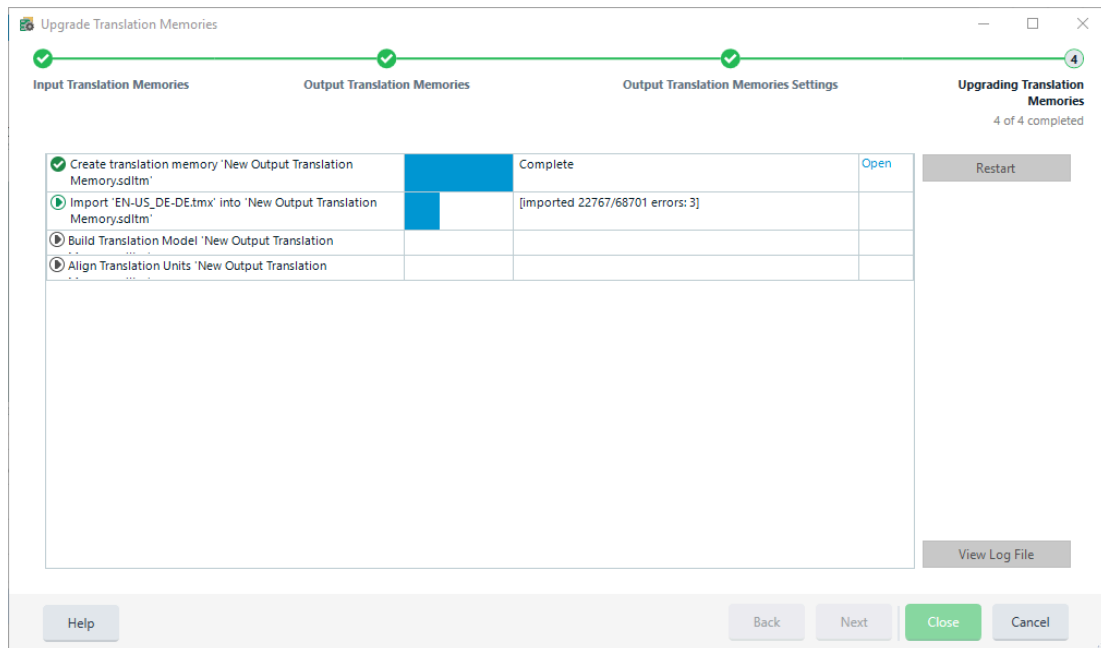 Upgrade Translation Memories
4
Input Translation Memories
Output Translation Memories
Output Translation Memories Settings
Upgrading Translation
Memories
4 of 4 completed
Create translation memory 'New Output Translation
Memory.sdltm'
Complete
Open
Restart
Import 'EN-US_DE-DE.tmx' into 'New Output Translation
Memory.sdltm'
[imported 22767/68701 errors: 3]
Build Translation Model 'New Output Translation
Align Translation Units 'New Output Translation
View Log File
Help
Back
Next
Close
Cancel